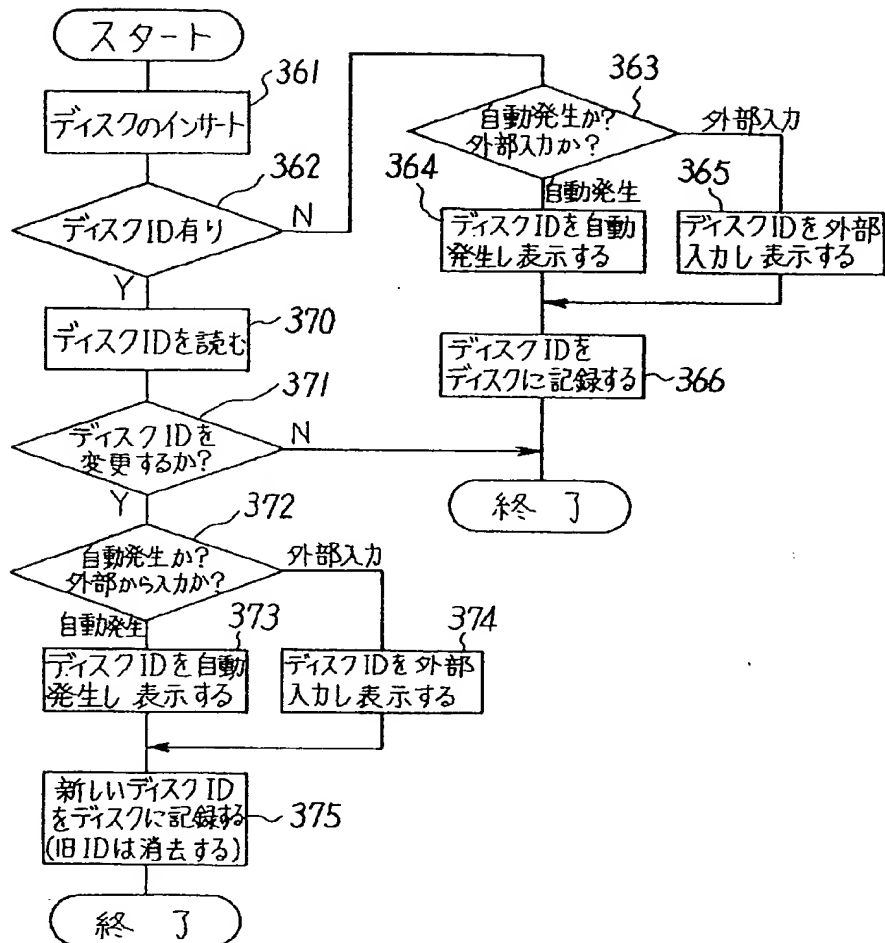 スタート
361
ディスクのインサート
362
ディスクID有り
N
Y
370
ディスクIDを読む
371
ディスクIDを
変更するか?
N
Y
372
自動発生か?
外部から入力か?
外部入力
自動発生
373
ディスクIDを自動
発生し表示する
374
ディスクIDを外部
入力し表示する
新しいディスクID
をディスクに記録する
(旧IDは消去する)
375
終了
363
自動発生か?
外部入力か?
外部入力
自動発生
364
ディスクIDを自動
発生し表示する
365
ディスクIDを外部
入力し表示する
ディスクIDを
ディスクに記録する
366
終了